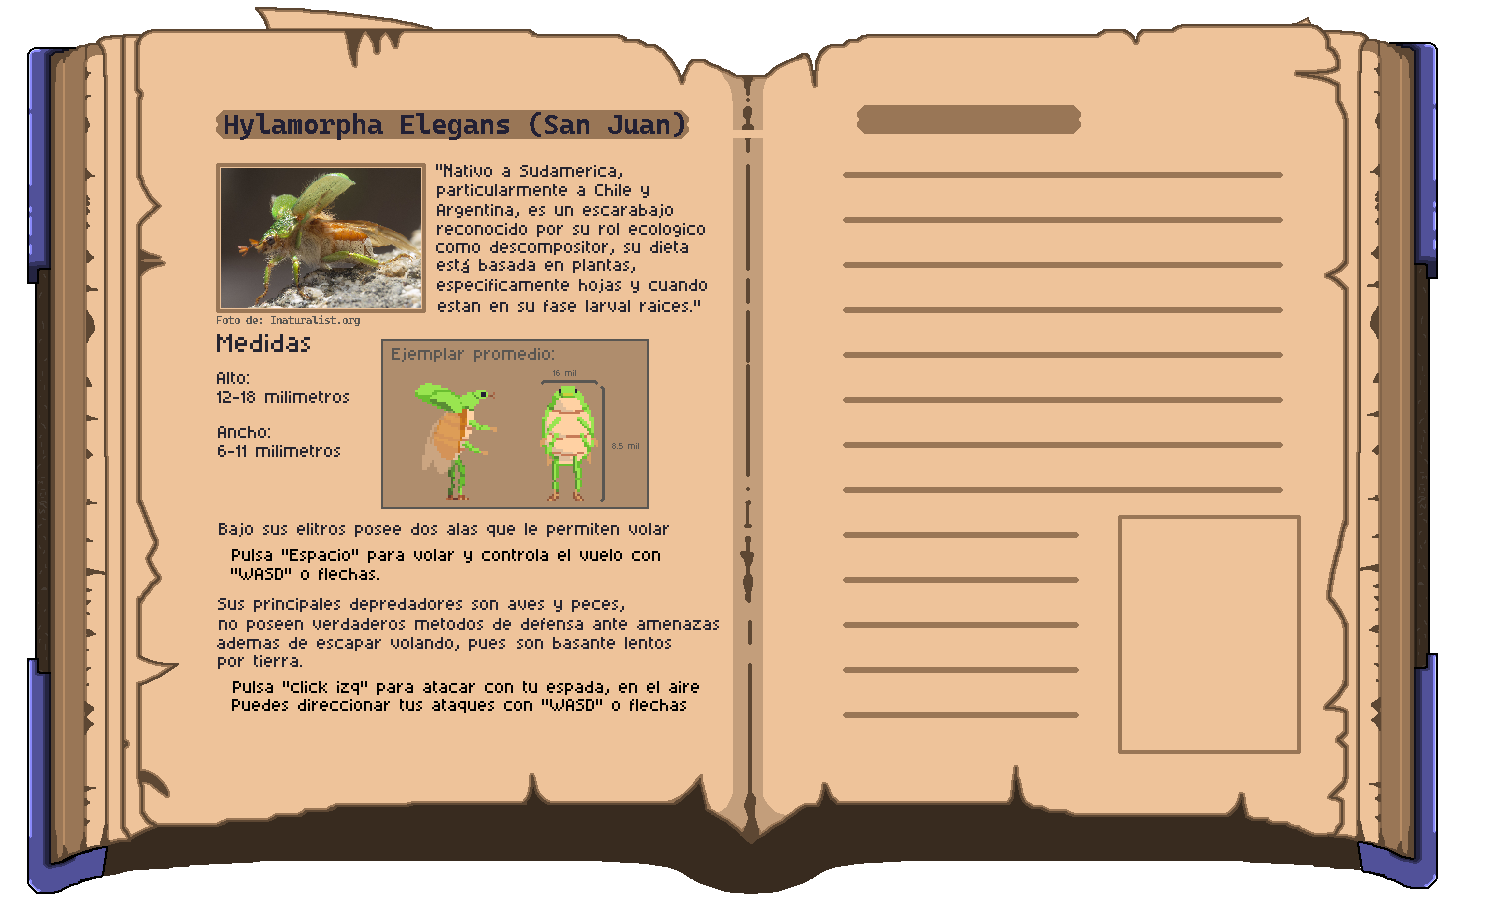 Hylamorpha Elegans (San Juan)
"Nativo a Sudamerica,
particularmente a Chile y
Argentina, es un escarabajo
reconocido por su rol ecologico
como descompositor, su dieta
está basada en plantas,
especificamente hojas y cuando
estan en su fase larval raices."
Foto de: Inaturalist.org
Medidas
Alto:
12-18 milimetros
Ancho:
6-11 milimetros
Ejemplar promedio:
16 mil
8.5 mil
Bajo sus elitros posee dos alas que le permiten volar
Pulsa "Espacio" para volar y controla el vuelo con
"WASD" o flechas.
Sus principales depredadores son aves y peces,
no poseen verdaderos metodos de defensa ante amenazas
ademas de escapar volando, pues son basante lentos
por tierra.
Pulsa "click izq" para atacar con tu espada, en el aire
Puedes direccionar tus ataques con "WASD" o flechas